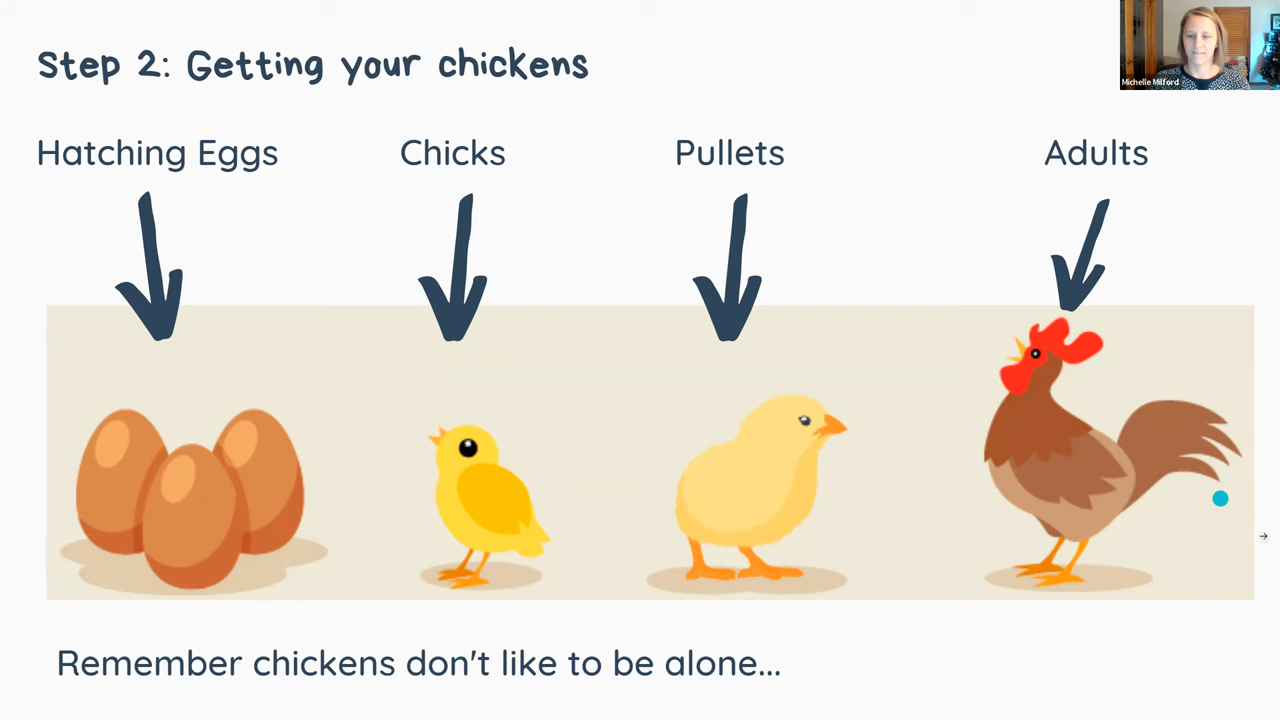 Step 2: Getting your chickens
Michelle Milford
Hatching Eggs
Chicks
Pullets
Adults
Remember chickens don't like to be alone...